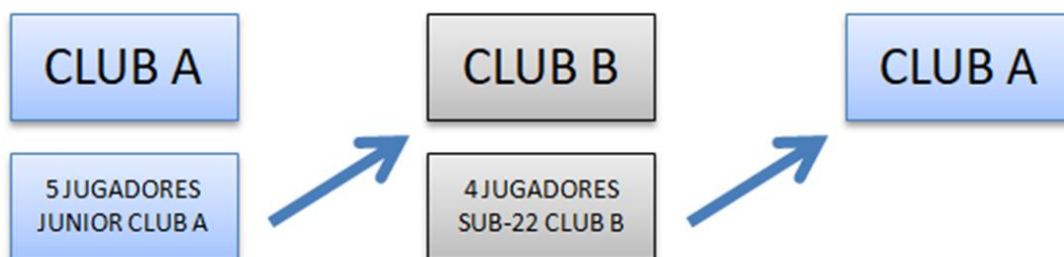 CLUB A
CLUB B
CLUB A
5 JUGADORES
JUNIOR CLUB A
4 JUGADORES
SUB-22 CLUB B